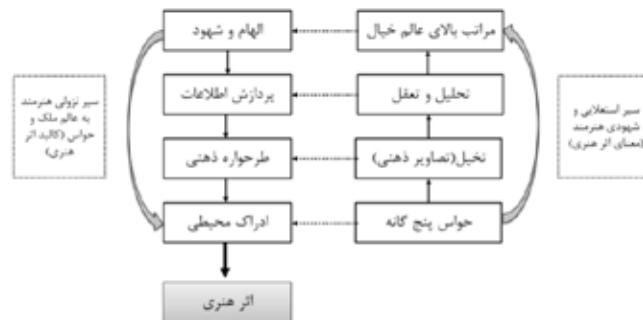 مراتب بالای عالم خیال
الهام و شهود
تحلیل و تعقل
پردازش اطلاعات
تخیل(تصاویر ذهنی)
طرحواره ذهنی
حواس پنج گانه
ادراک محیطی
اثر هنری
سیر استعلایی و
شهودی هنرمند
(معنای اثر هنری)
سیر نزولی هنرمند
به عالم ملک و
حواس (کالبد اثر
هنری)